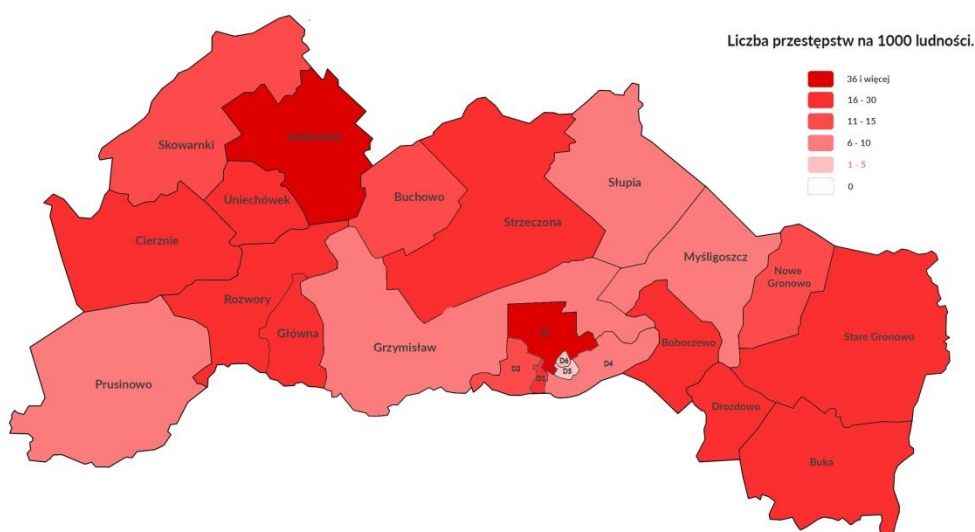 Liczba przestępstw na 1000 ludności.
36 i więcej
16 - 30
11 - 15
6 - 10
1 - 5
0
Skowarnki
Uniechówek
Buchowo
Słupia
Strzeczona
Cierznie
Myśligoszcz
Nowe
Gronowo
Rozwory
Główna
Grzymisław
Boboszewo
Stare Gronowo
Prusinowo
D2
D1
D6
D5
D4
Drozdowo
Buka